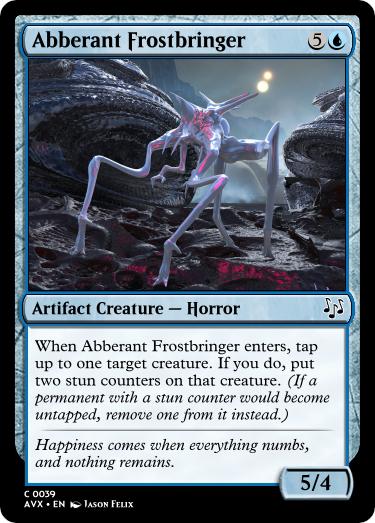 Abberant Frostbringer 5
Artifact Creature — Horror
When Abberant Frostbringer enters, tap
up to one target creature. If you do, put
two stun counters on that creature. (If a
permanent with a stun counter would become
untapped, remove one from it instead.)
Happiness comes when everything numbs,
and nothing remains.
5/4
C 0039
AVX • EN Jason Felix